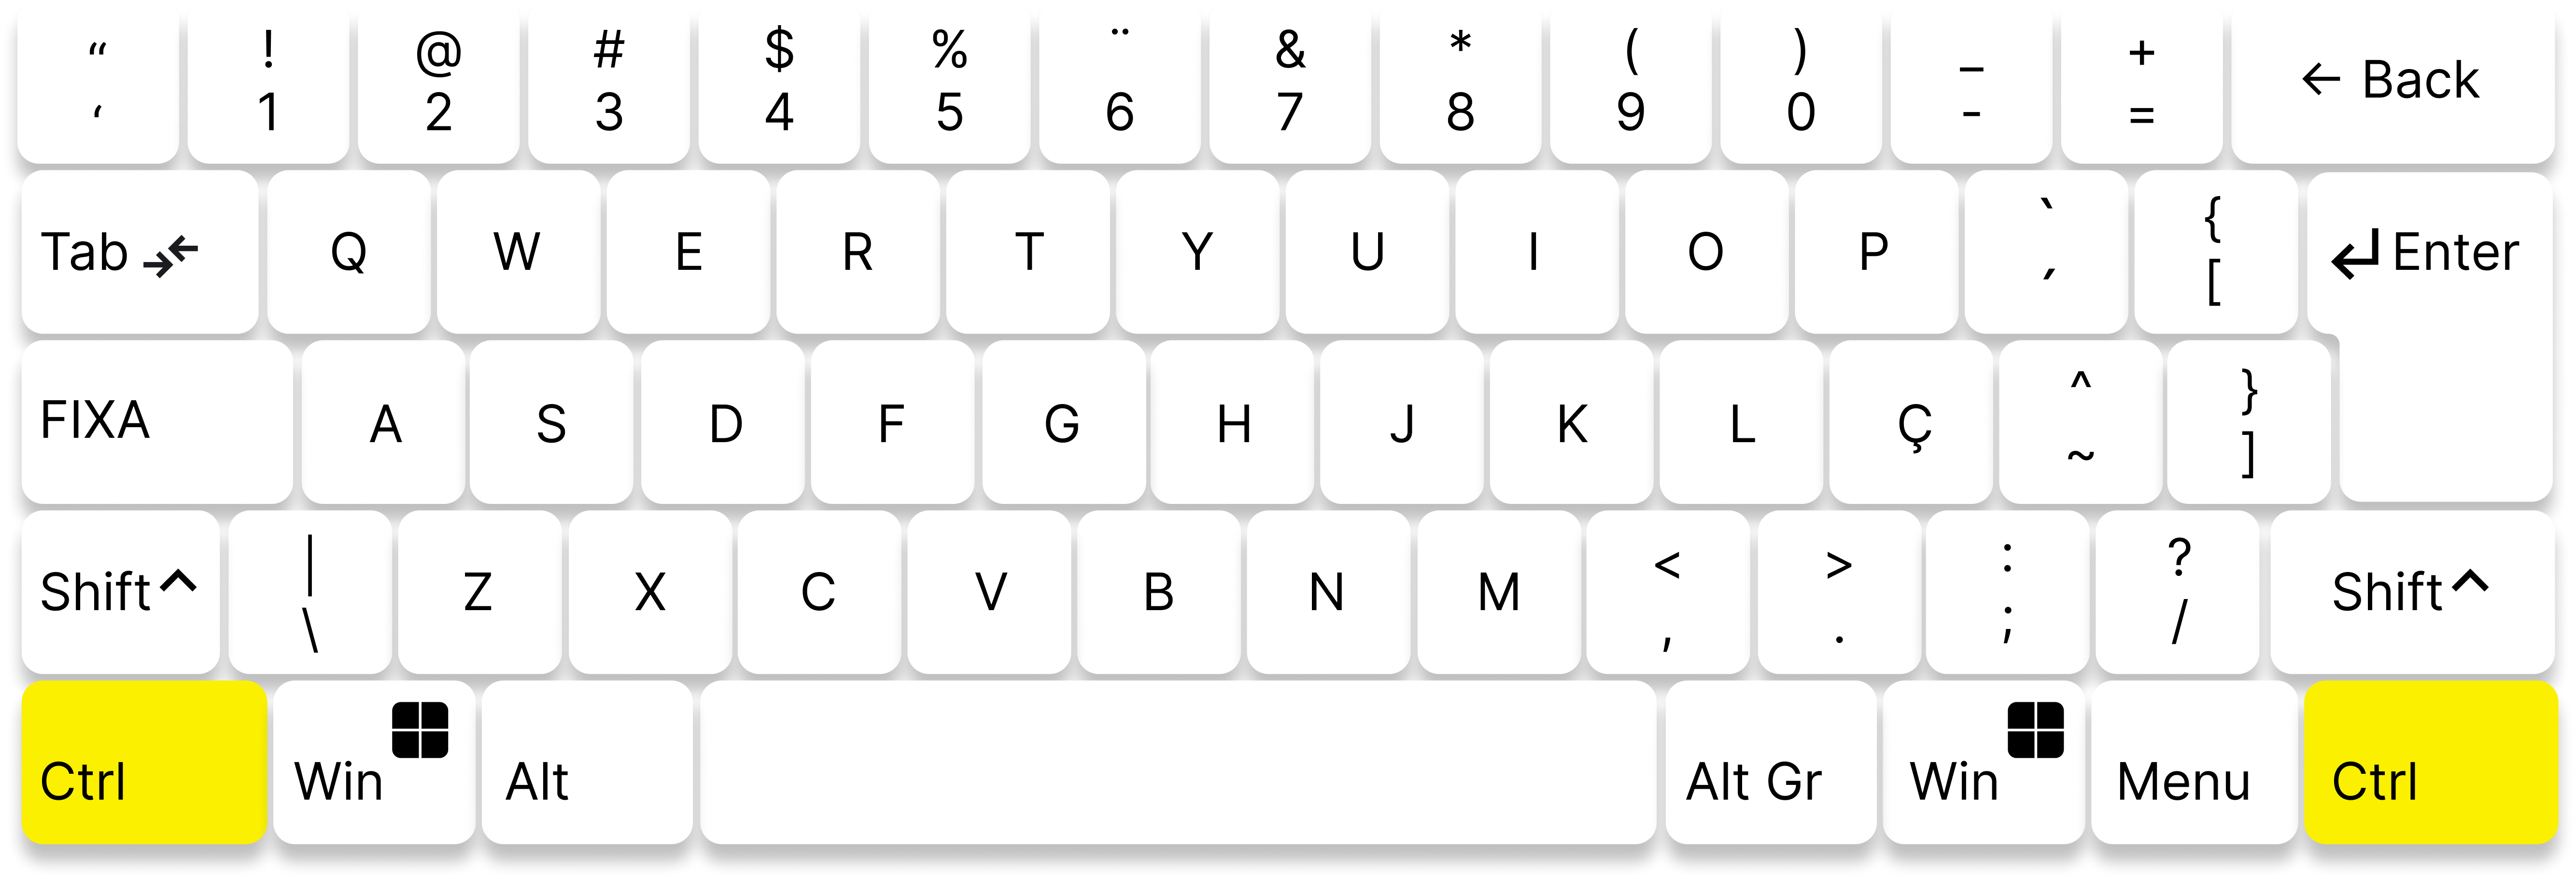 “ ! @ # $ % ¨ & * ( ) _ + ← Back
‘ 1 2 3 4 5 6 7 8 9 0 - =
Tab Q W E R T Y U I O P ` { Enter
´ [
FIXA A S D F G H J K L Ç ^ }
~ ]
Shift | Z X C V B N M < > : ? Shift
\ , . ; /
Ctrl Win Alt Alt Gr Win Menu Ctrl